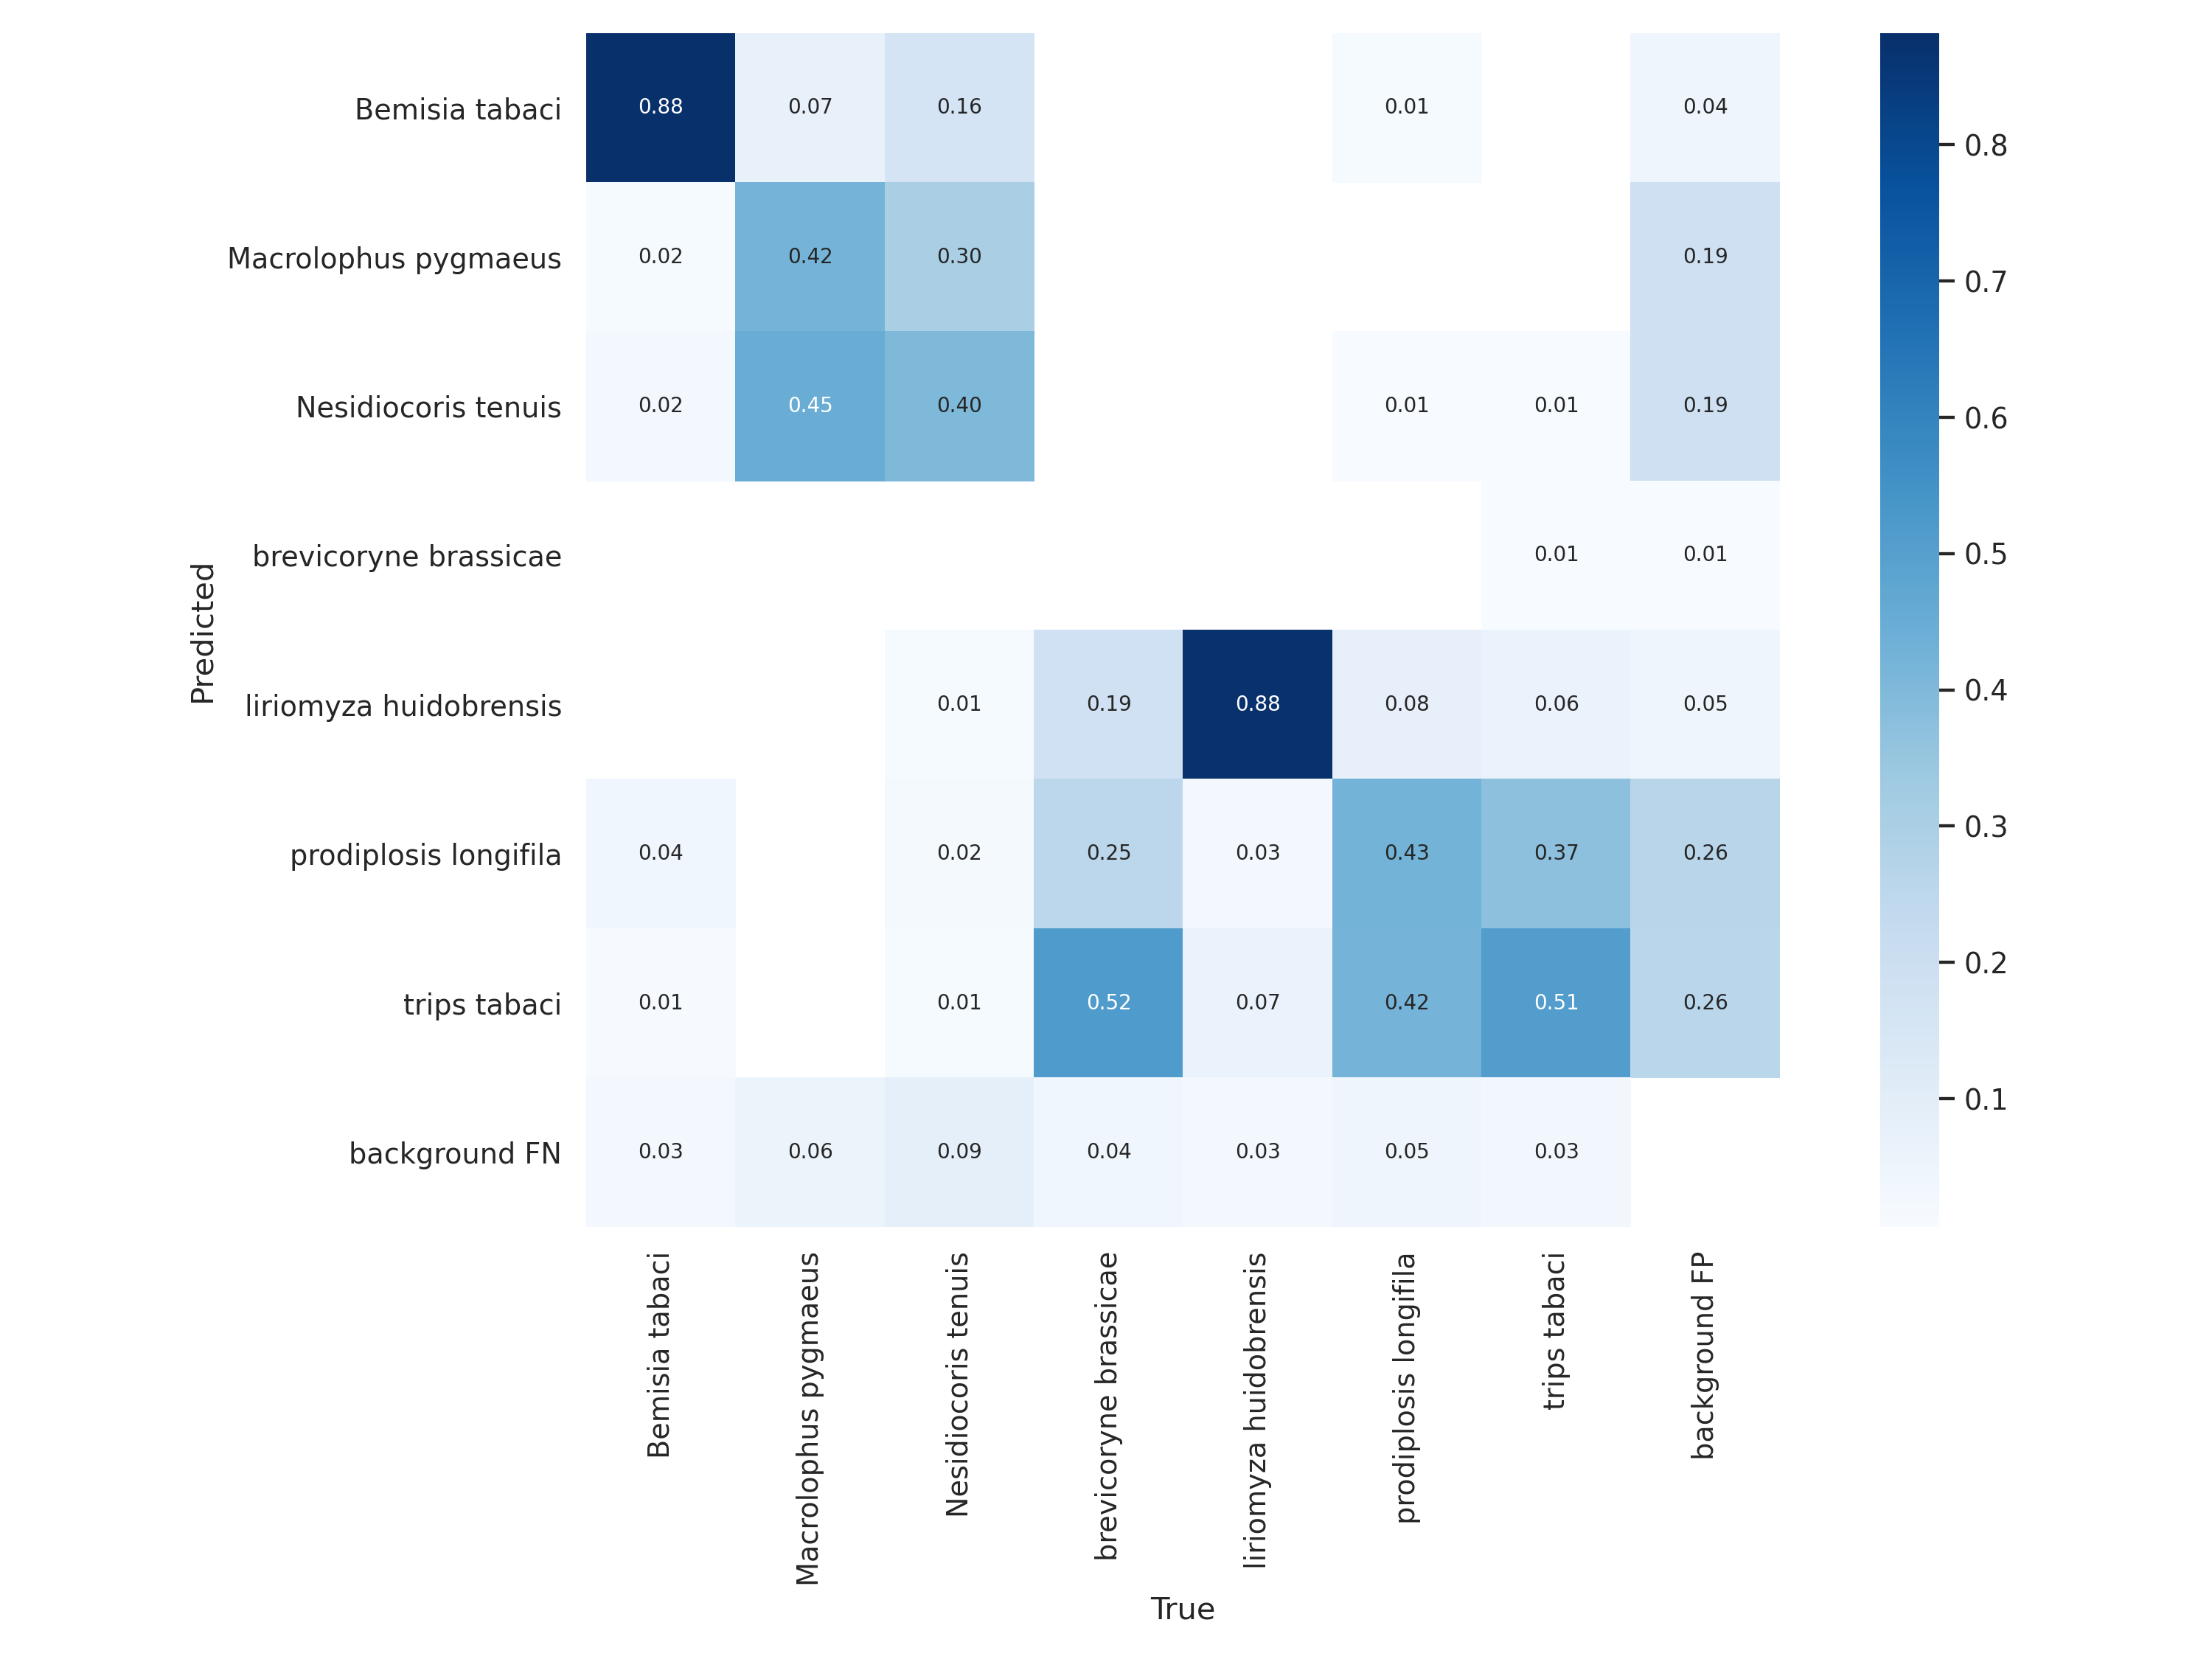 Bemisia tabaci 0.88 0.07 0.16 0.01 0.04
Macrolophus pygmaeus 0.02 0.42 0.30 0.19
Nesidiocoris tenuis 0.02 0.45 0.40 0.01 0.01 0.19
brevicoryne brassicae 0.01 0.01
liriomyza huidobrensis 0.01 0.19 0.88 0.08 0.06 0.05
prodiplosis longifila 0.04 0.02 0.25 0.03 0.43 0.37 0.26
trips tabaci 0.01 0.01 0.52 0.07 0.42 0.51 0.26
background FN 0.03 0.06 0.09 0.04 0.03 0.05 0.03
Predicted
Bemisia tabaci
Macrolophus pygmaeus
Nesidiocoris tenuis
brevicoryne brassicae
liriomyza huidobrensis
prodiplosis longifila
trips tabaci
background FP
True
0.8
0.7
0.6
0.5
0.4
0.3
0.2
0.1